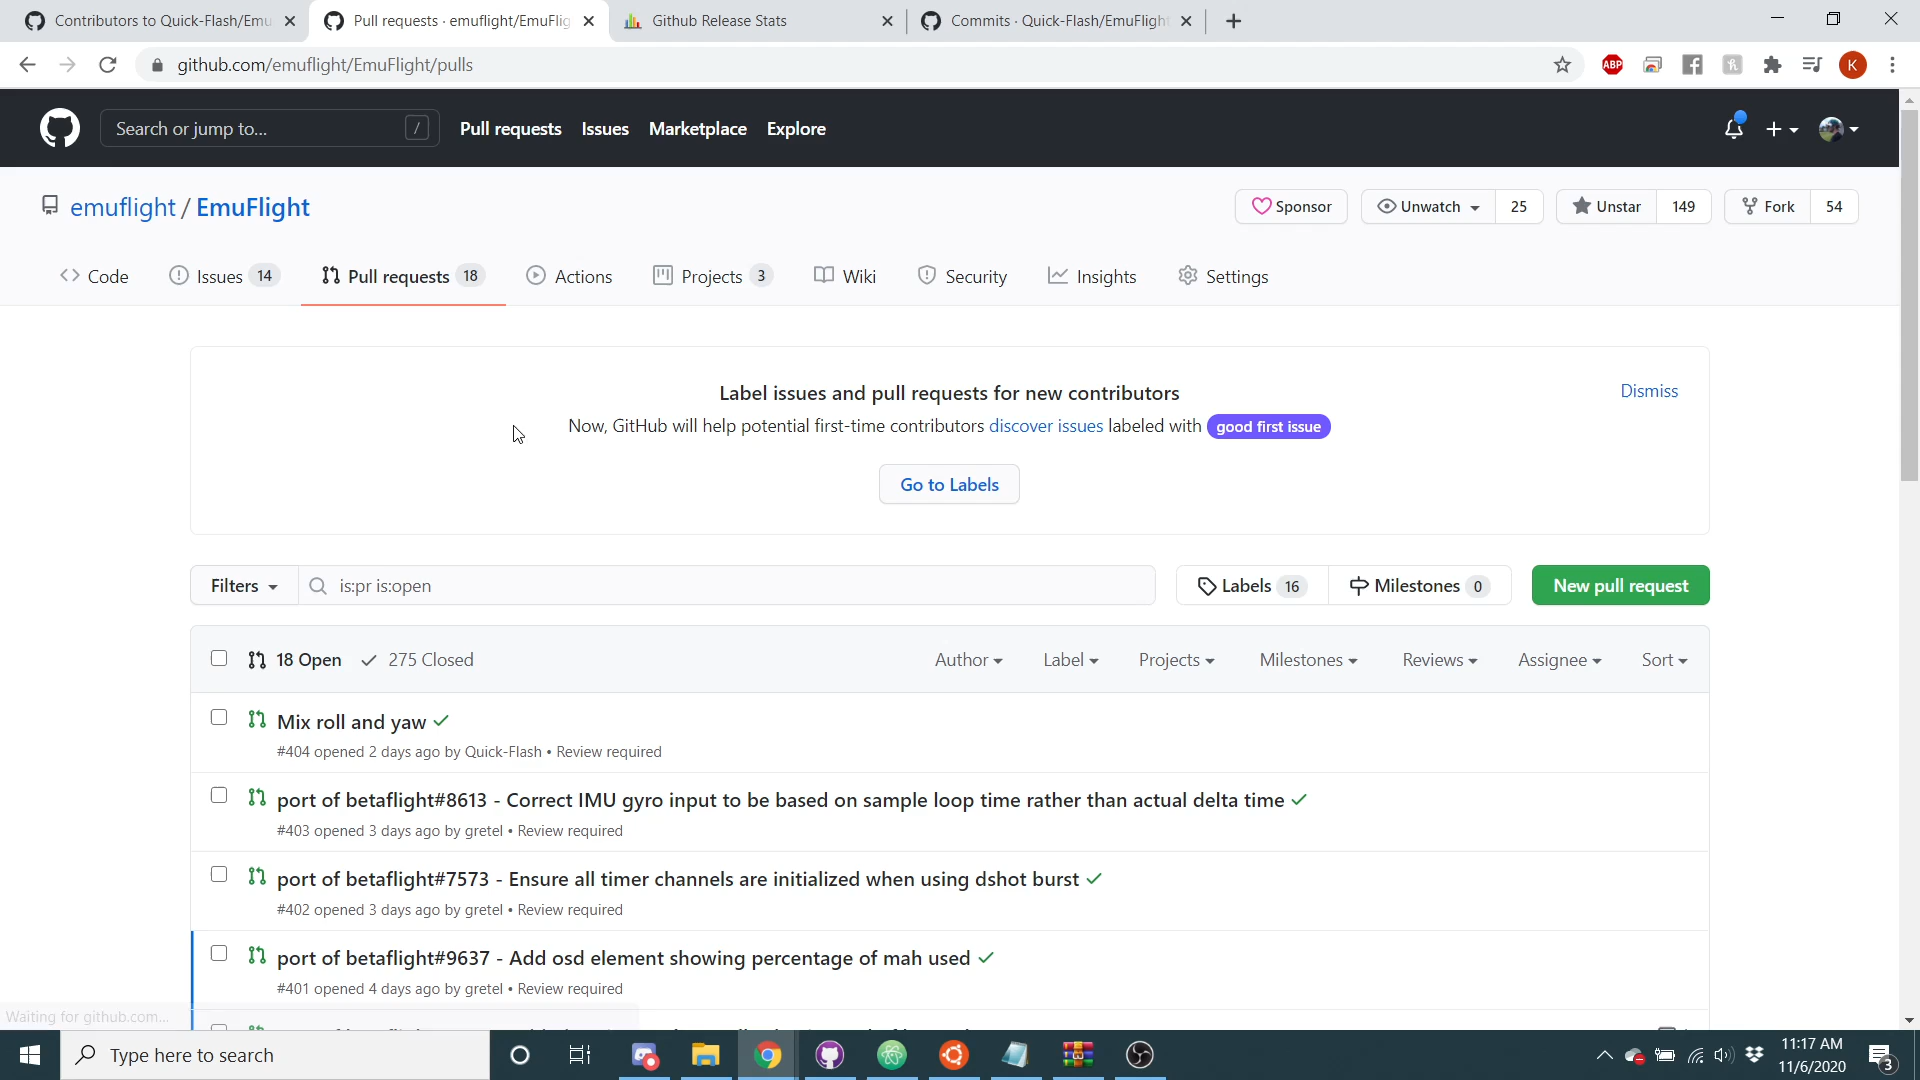 Contributors to Quick-Flash/Emu
Pull requests · emuflight/EmuFlig
Github Release Stats
Commits · Quick-Flash/EmuFlight
github.com/emuflight/EmuFlight/pulls
ABP
K
Search or jump to...
/
Pull requests
Issues
Marketplace
Explore
emuflight / EmuFlight
Sponsor
Unwatch 25
Unstar 149
Fork 54
Code
Issues 14
Pull requests 18
Actions
Projects 3
Wiki
Security
Insights
Settings
Label issues and pull requests for new contributors
Dismiss
Now, GitHub will help potential first-time contributors discover issues labeled with good first issue
Go to Labels
Filters
is:pr is:open
Labels 16
Milestones 0
New pull request
18 Open
275 Closed
Author
Label
Projects
Milestones
Reviews
Assignee
Sort
Mix roll and yaw
#404 opened 2 days ago by Quick-Flash • Review required
port of betaflight#8613 - Correct IMU gyro input to be based on sample loop time rather than actual delta time
#403 opened 3 days ago by gretel • Review required
port of betaflight#7573 - Ensure all timer channels are initialized when using dshot burst
#402 opened 3 days ago by gretel • Review required
port of betaflight#9637 - Add osd element showing percentage of mah used
#401 opened 4 days ago by gretel • Review required
Waiting for github.com...
Type here to search
11:17 AM
11/6/2020
3